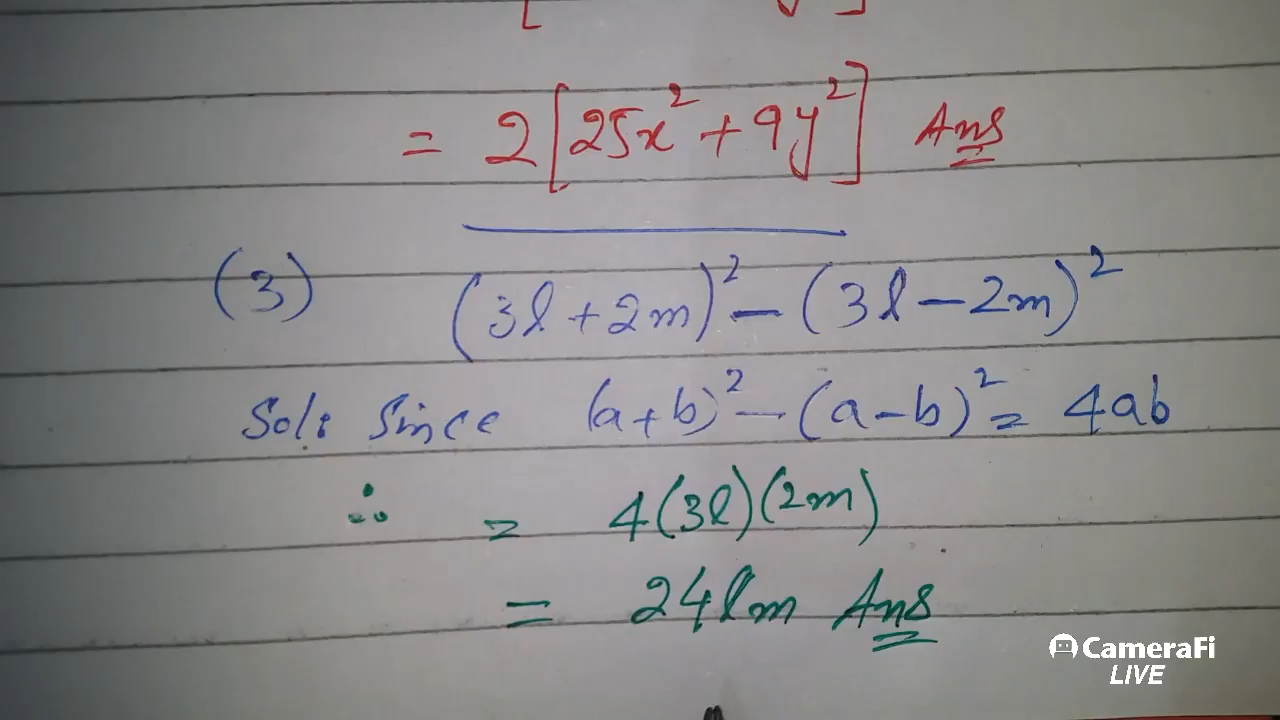 = 2[25x² + 9y²] Ans
(3) (3l + 2m)² - (3l - 2m)²
Sol: Since (a + b)² - (a - b)² = 4ab
∴ = 4(3l)(2m)
= 24lm Ans
CameraFi
LIVE